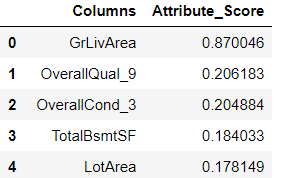 Columns Attribute_Score
0 GrLivArea 0.870046
1 OverallQual_9 0.206183
2 OverallCond_3 0.204884
3 TotalBsmtSF 0.184033
4 LotArea 0.178149